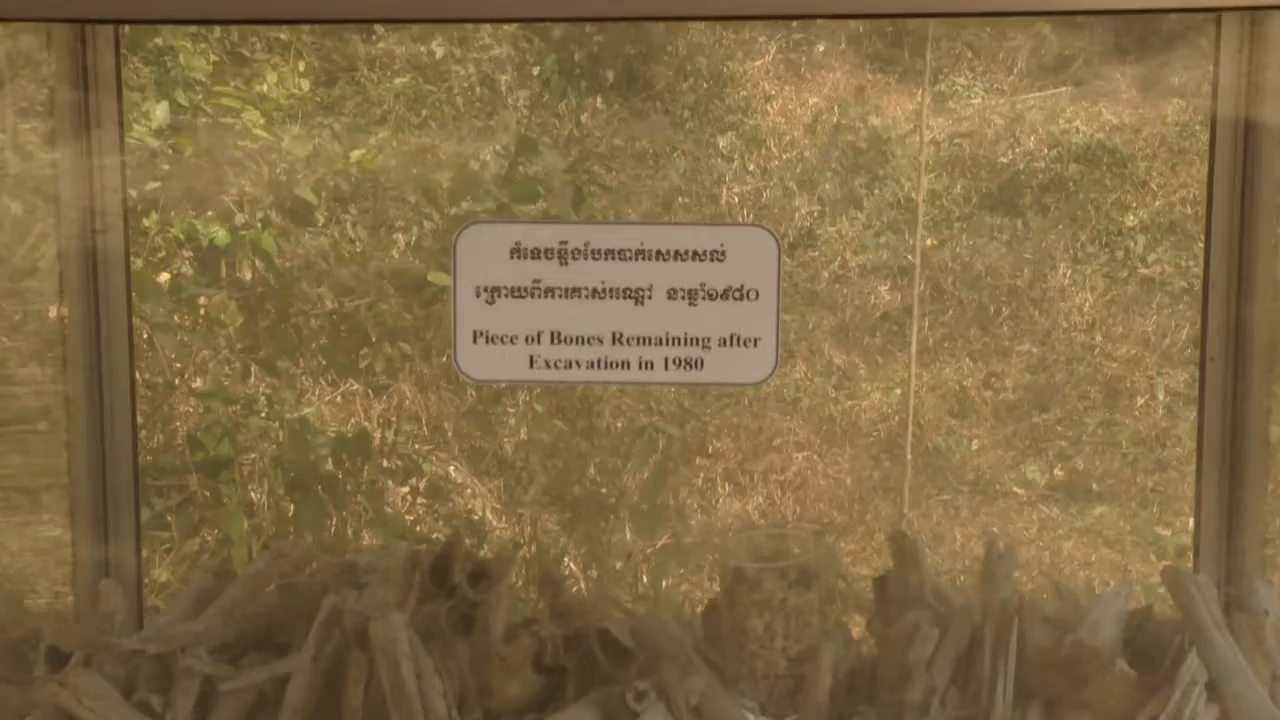 កំទេចឆ្អឹងបែកបាក់សេសសល់
ក្រោយពីការគាស់រណ្តៅ នាឆ្នាំ១៩៨០
Piece of Bones Remaining after
Excavation in 1980